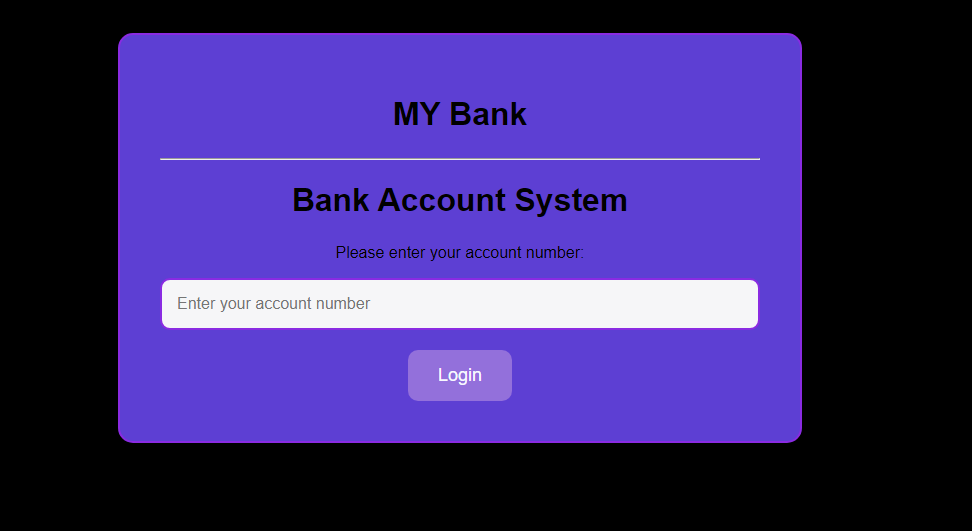 MY Bank
Bank Account System
Please enter your account number:
Enter your account number
Login